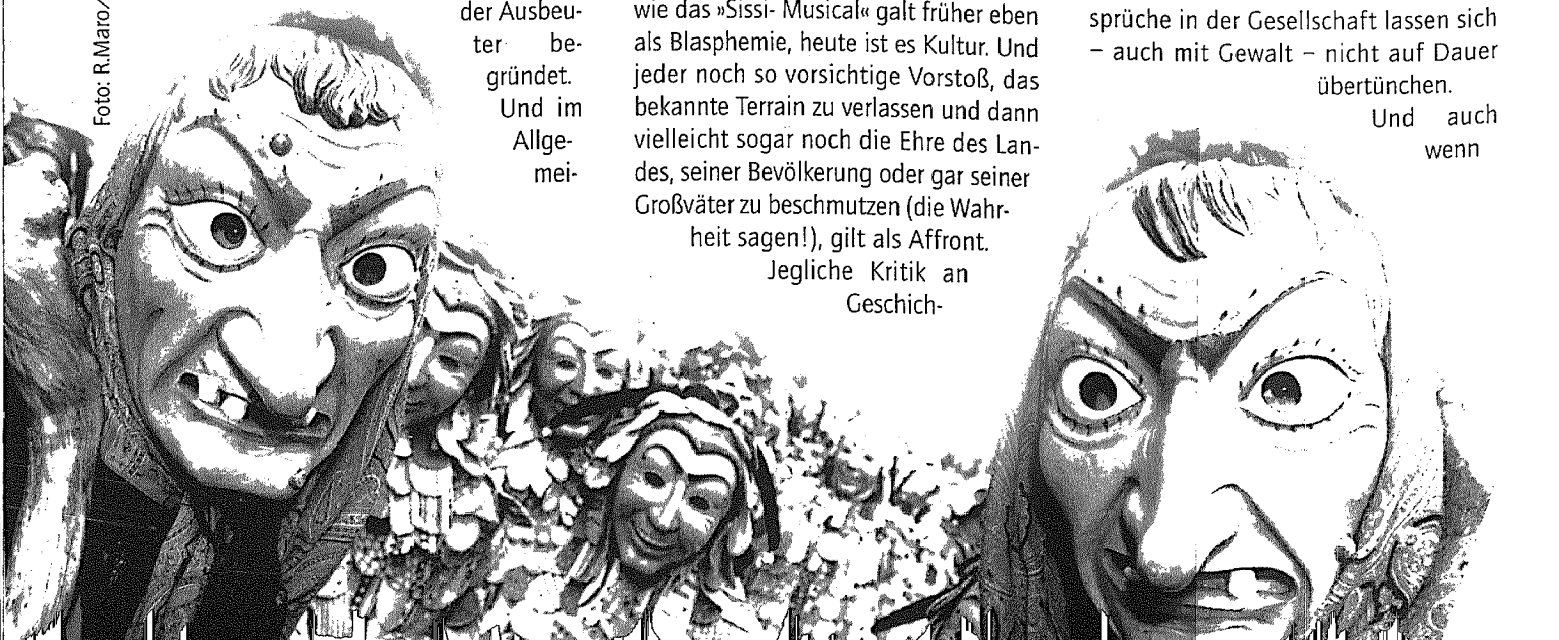 Foto: R.Maro/
der Ausbeu-
ter be-
gründet.
Und im
Allge-
mei-
wie das »Sissi- Musical« galt früher eben
als Blasphemie, heute ist es Kultur. Und
jeder noch so vorsichtige Vorstoß, das
bekannte Terrain zu verlassen und dann
vielleicht sogar noch die Ehre des Lan-
des, seiner Bevölkerung oder gar seiner
Großväter zu beschmutzen (die Wahr-
heit sagen!), gilt als Affront.
Jegliche Kritik an
Geschich-
sprüche in der Gesellschaft lassen sich
– auch mit Gewalt – nicht auf Dauer
übertünchen.
Und auch
wenn